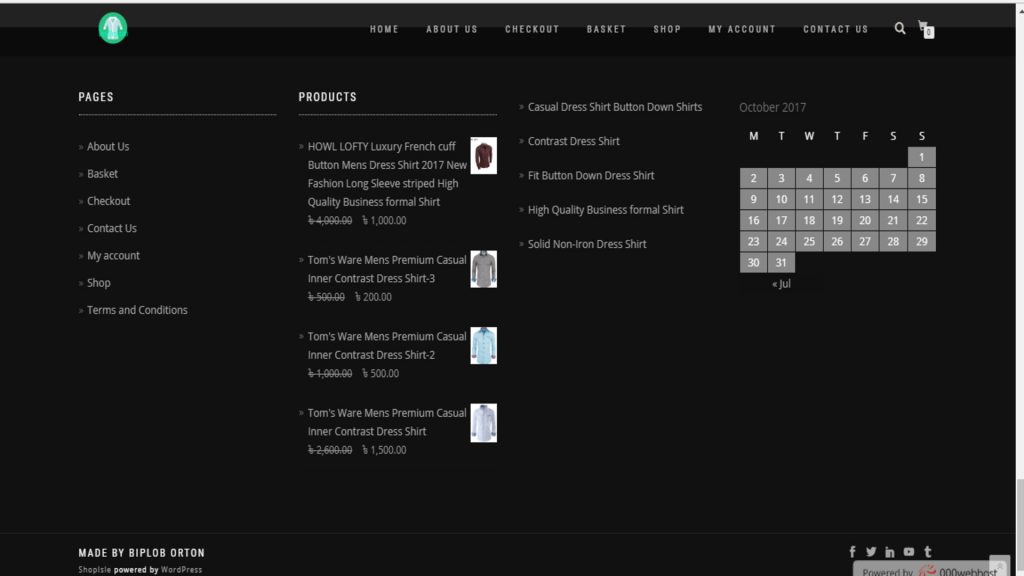 HOME ABOUT US CHECKOUT BASKET SHOP MY ACCOUNT CONTACT US 0
PAGES
» About Us
» Basket
» Checkout
» Contact Us
» My account
» Shop
» Terms and Conditions
PRODUCTS
» HOWL LOFTY Luxury French cuff
Button Mens Dress Shirt 2017 New
Fashion Long Sleeve striped High
Quality Business formal Shirt
৳ 4,000.00 ৳ 1,000.00
» Tom's Ware Mens Premium Casual
Inner Contrast Dress Shirt-3
৳ 500.00 ৳ 200.00
» Tom's Ware Mens Premium Casual
Inner Contrast Dress Shirt-2
৳ 1,000.00 ৳ 500.00
» Tom's Ware Mens Premium Casual
Inner Contrast Dress Shirt
৳ 2,600.00 ৳ 1,500.00
» Casual Dress Shirt Button Down Shirts
» Contrast Dress Shirt
» Fit Button Down Dress Shirt
» High Quality Business formal Shirt
» Solid Non-Iron Dress Shirt
October 2017
M T W T F S S
1
2 3 4 5 6 7 8
9 10 11 12 13 14 15
16 17 18 19 20 21 22
23 24 25 26 27 28 29
30 31
« Jul
MADE BY BIPLOB ORTON
ShopIsle powered by WordPress
Powered by 000webhost